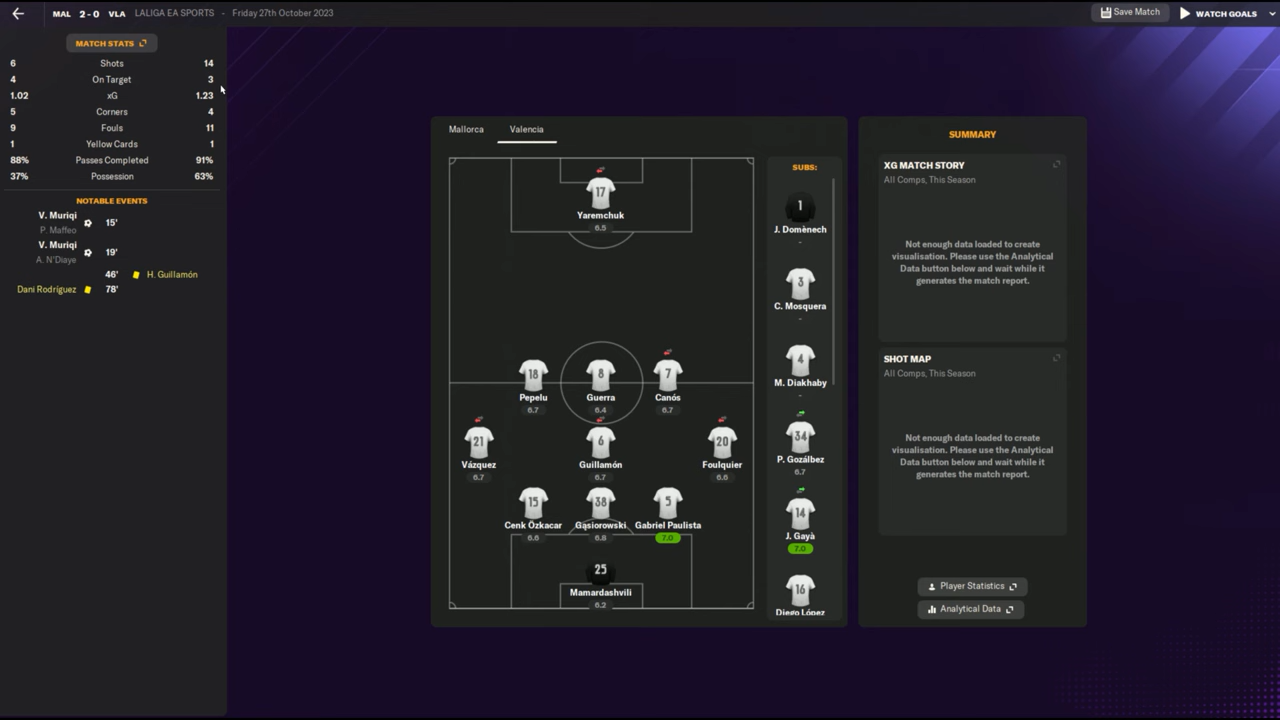 MAL 2 - 0 VLA LALIGA EA SPORTS - Friday 27th October 2023
Save Match
WATCH GOALS
MATCH STATS
6 Shots 14
4 On Target 3
1.02 xG 1.23
5 Corners 4
9 Fouls 11
1 Yellow Cards 1
88% Passes Completed 91%
37% Possession 63%
NOTABLE EVENTS
V. Muriqi 15'
P. Maffeo
V. Muriqi 19'
A. N'Diaye
46' H. Guillamón
Dani Rodríguez 78'
Mallorca Valencia
17
Yaremchuk
6.5
18 8 7
Pepelu Guerra Canós
6.7 6.4 6.7
21 6 20
Vázquez Guillamón Foulquier
6.7 6.7 6.6
15 38 5
Cenk Özkacar Gąsiorowski Gabriel Paulista
6.6 6.8 7.0
25
Mamardashvili
6.2
SUBS:
1
J. Domènech
-
3
C. Mosquera
-
4
M. Diakhaby
-
34
P. Gozálbez
6.7
14
J. Gayà
7.0
16
Diego López
SUMMARY
XG MATCH STORY
All Comps, This Season
Not enough data loaded to create
visualisation. Please use the Analytical
Data button below and wait while it
generates the match report.
SHOT MAP
All Comps, This Season
Not enough data loaded to create
visualisation. Please use the Analytical
Data button below and wait while it
generates the match report.
Player Statistics
Analytical Data